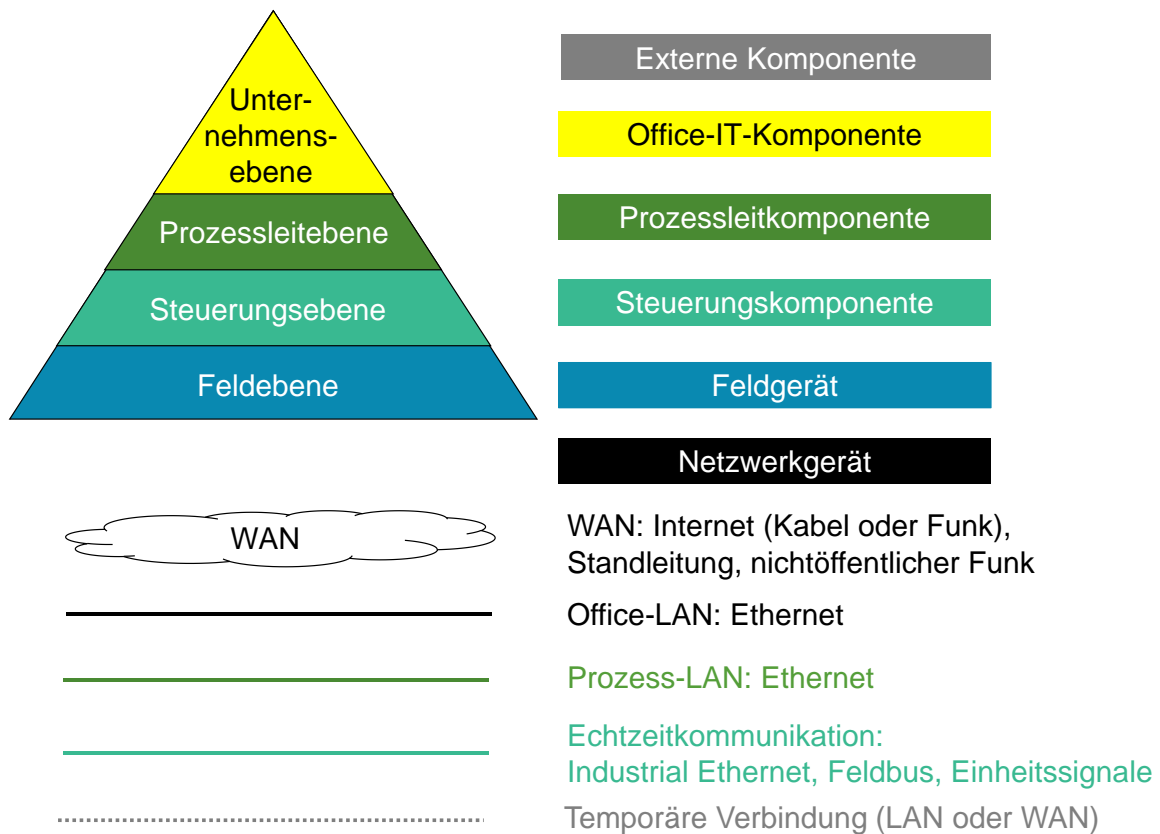 Unter-
nehmens-
ebene
Prozessleitebene
Steuerungsebene
Feldebene
Externe Komponente
Office-IT-Komponente
Prozessleitkomponente
Steuerungskomponente
Feldgerät
Netzwerkgerät
WAN
WAN: Internet (Kabel oder Funk),
Standleitung, nichtöffentlicher Funk
Office-LAN: Ethernet
Prozess-LAN: Ethernet
Echtzeitkommunikation:
Industrial Ethernet, Feldbus, Einheitssignale
Temporäre Verbindung (LAN oder WAN)